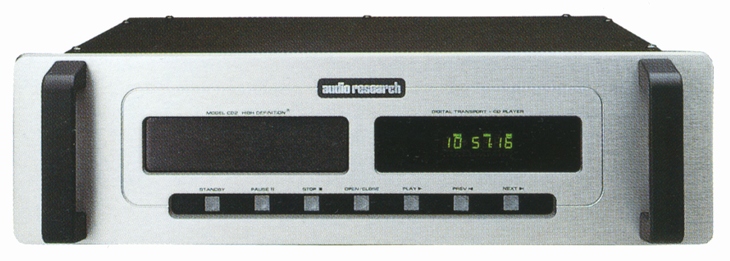 audio research
MODEL CD2 HIGH DEFINITION®
DIGITAL TRANSPORT - CD PLAYER
10 57.16
STANDBY PAUSE II STOP ■ OPEN/CLOSE PLAY ▶ PREV I◀ NEXT ▶I